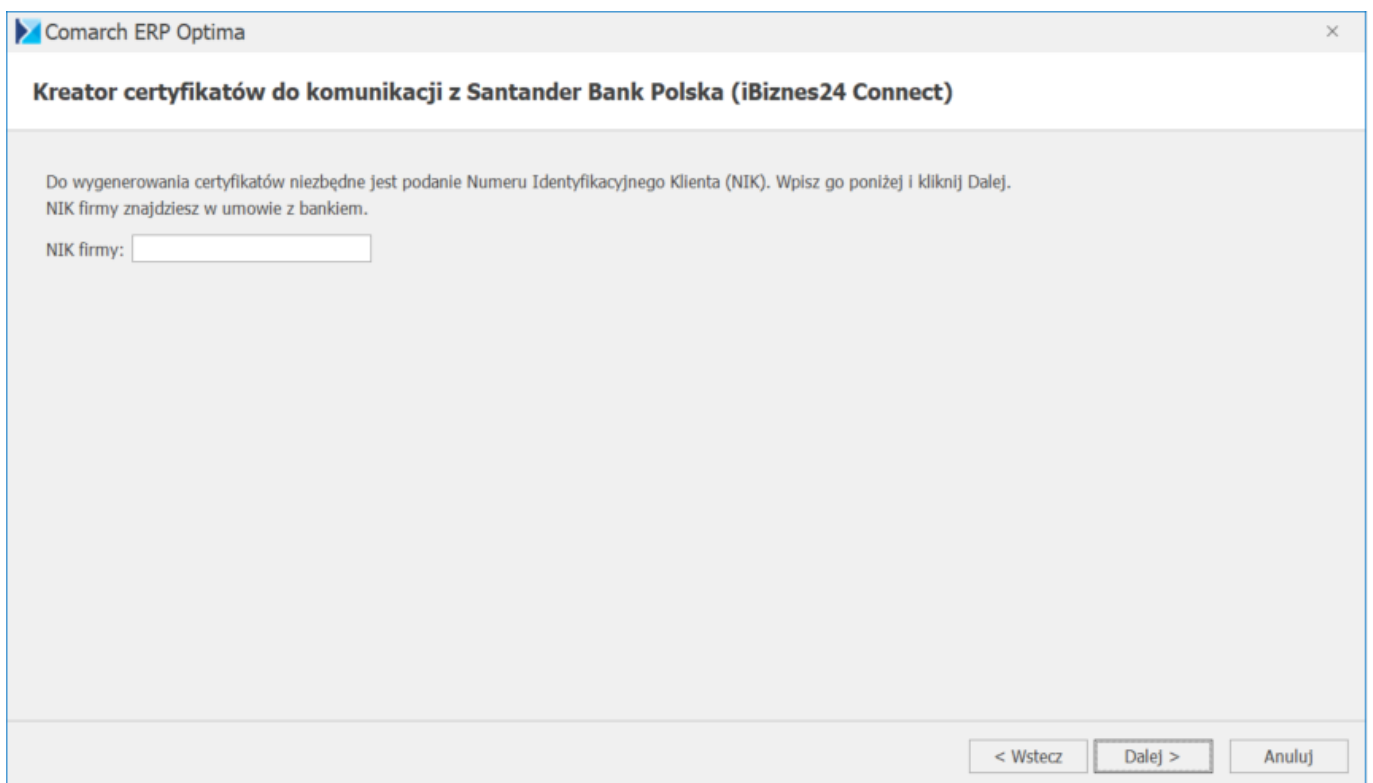 Comarch ERP Optima
Kreator certyfikatów do komunikacji z Santander Bank Polska (iBiznes24 Connect)
Do wygenerowania certyfikatów niezbędne jest podanie Numeru Identyfikacyjnego Klienta (NIK). Wpisz go poniżej i kliknij Dalej.
NIK firmy znajdziesz w umowie z bankiem.
NIK firmy:
< Wstecz Dalej > Anuluj